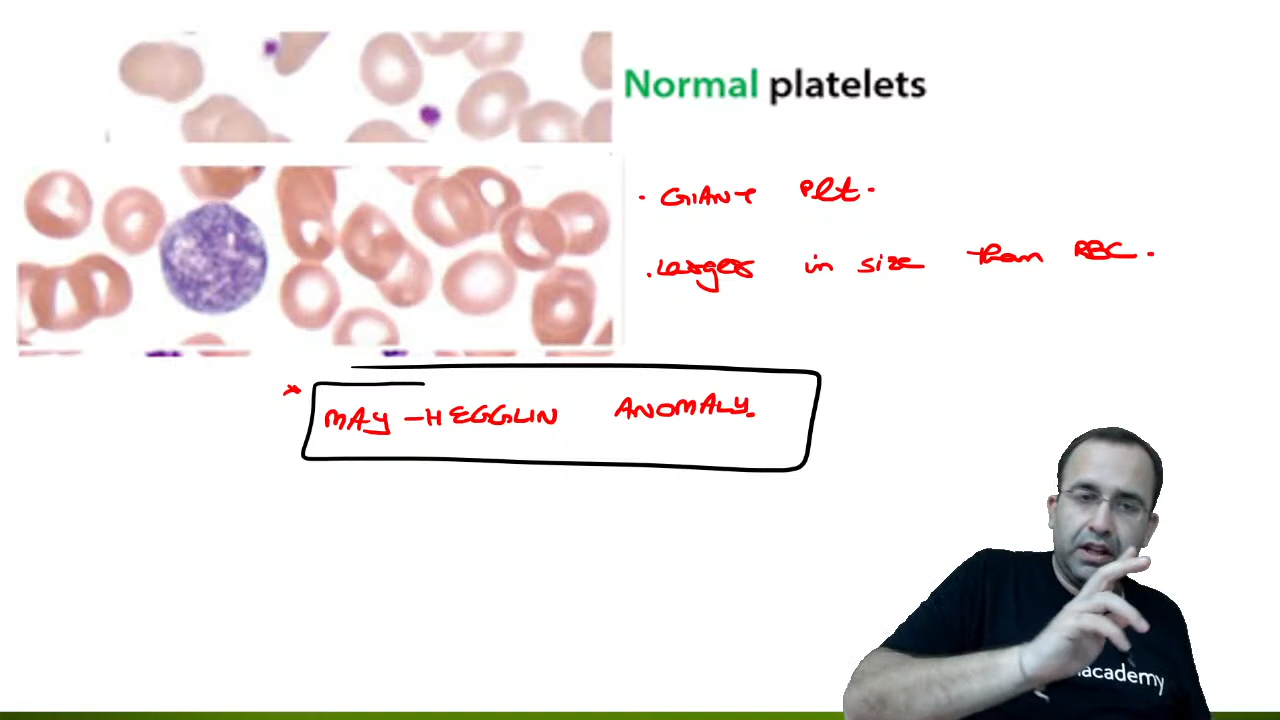 Normal platelets
. GIANT Plt.
. Larger in size than RBC.
* MAY-HEGGLIN ANOMALY.
academy